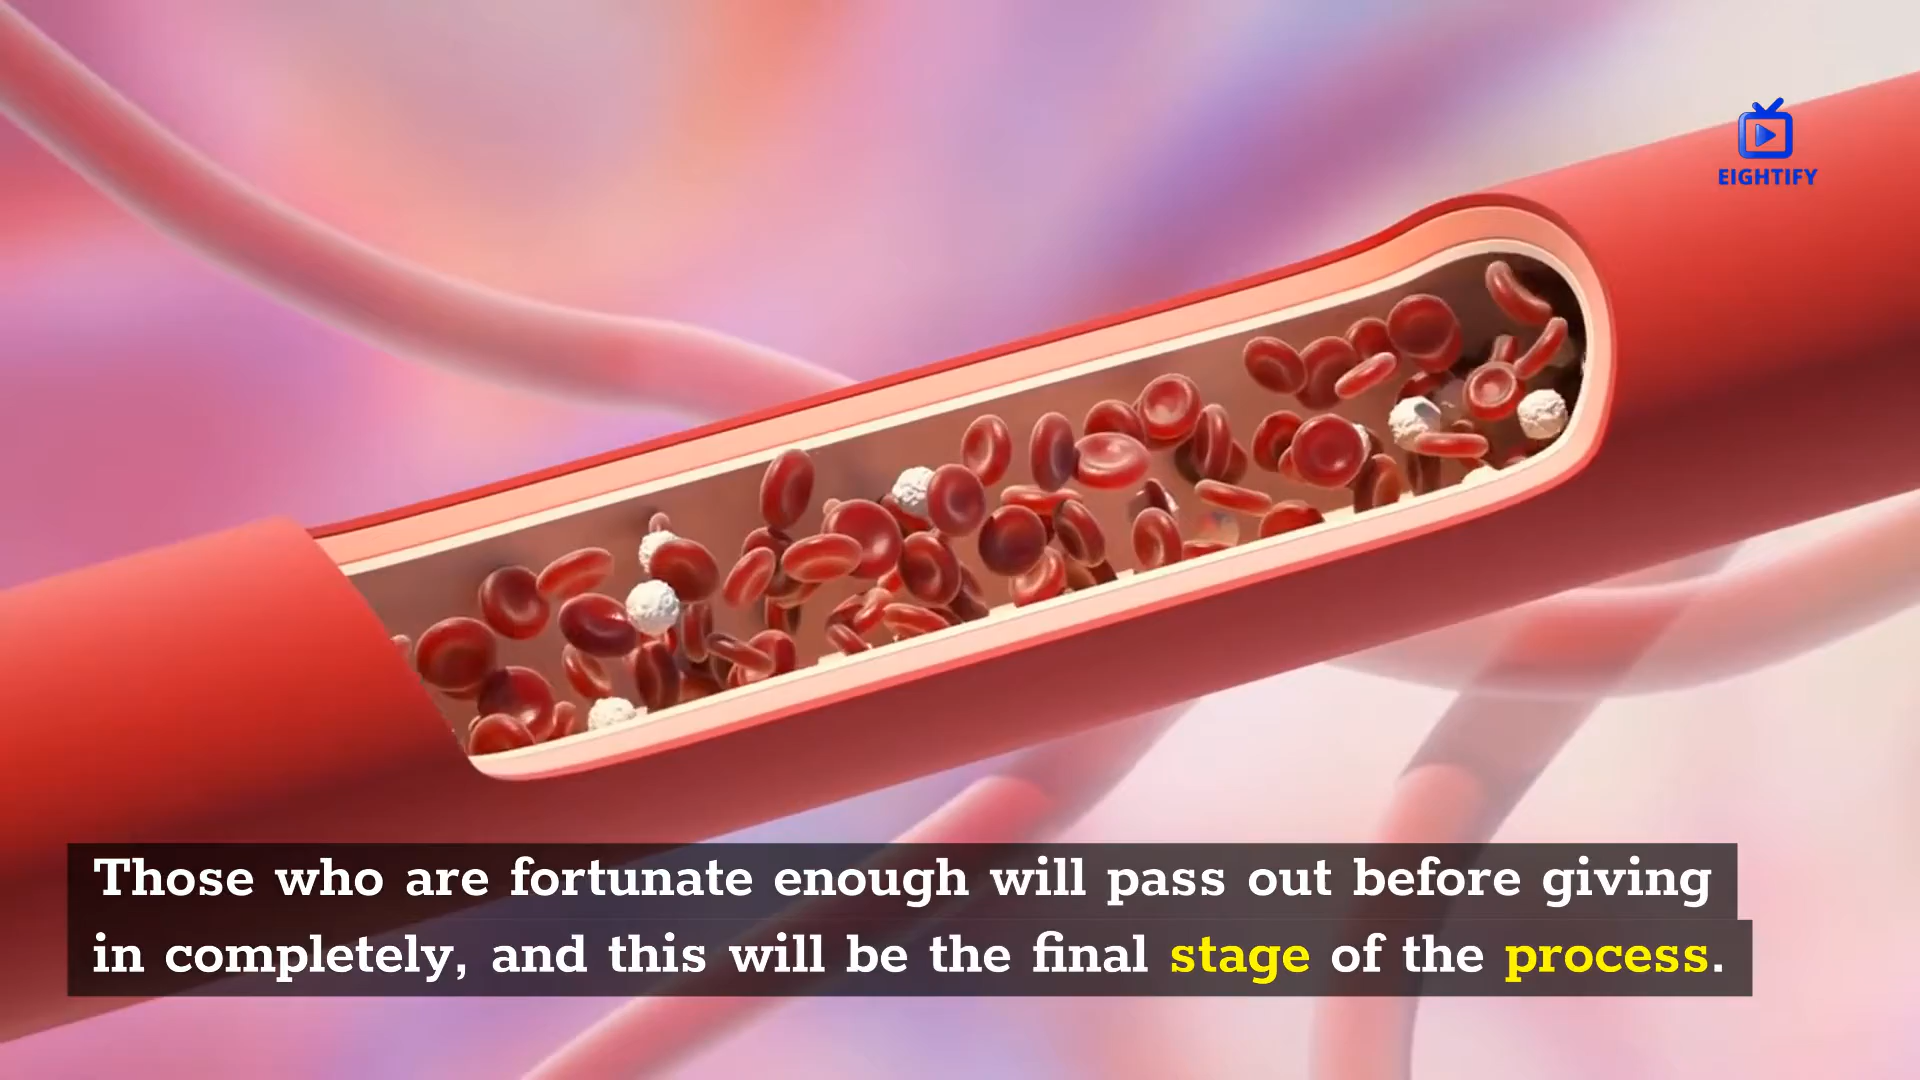 EIGHTIFY
Those who are fortunate enough will pass out before giving
in completely, and this will be the final stage of the process.